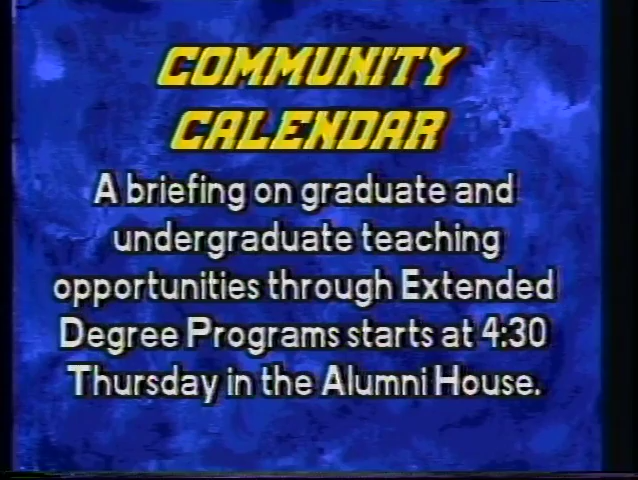 COMMUNITY
CALENDAR
A briefing on graduate and
undergraduate teaching
opportunities through Extended
Degree Programs starts at 4:30
Thursday in the Alumni House.